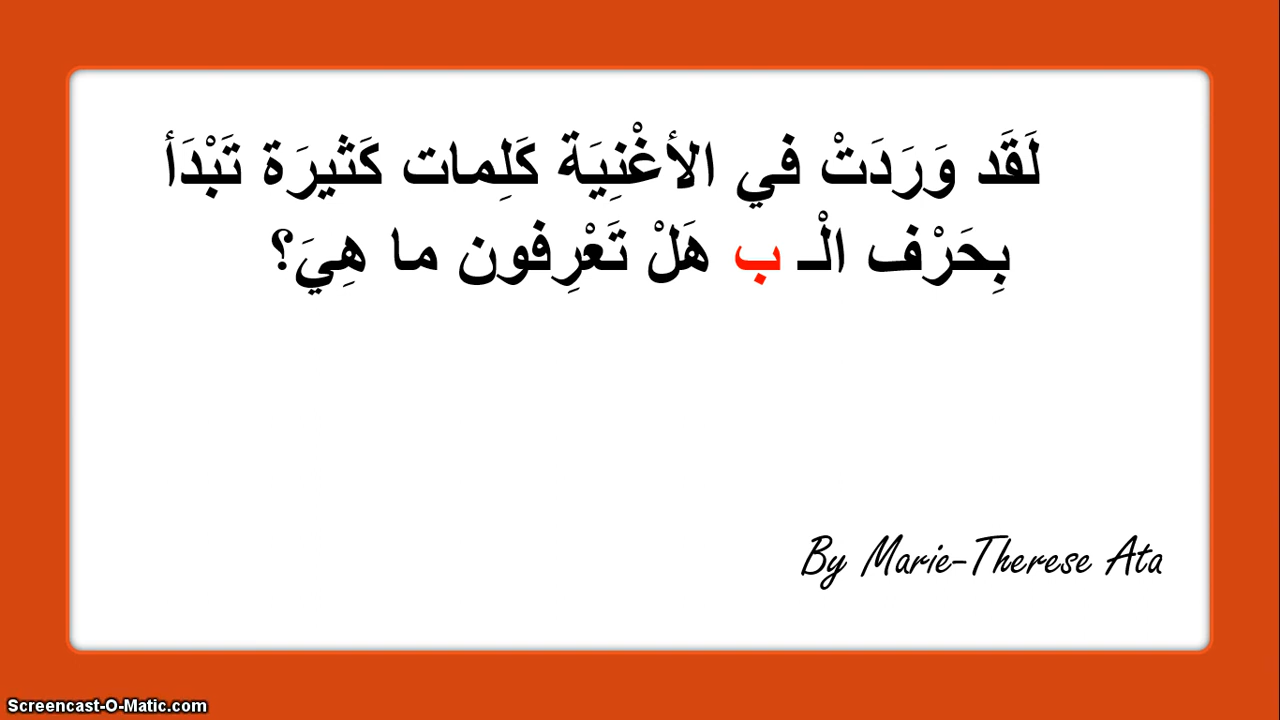 لَقَد وَرَدَتْ في الأغْنِيَة كَلِمات كَثيرَة تَبْدَأ
بِحَرْف الْـ ب هَلْ تَعْرِفون ما هِيَ؟
By Marie-Therese Ata
Screencast-O-Matic.com